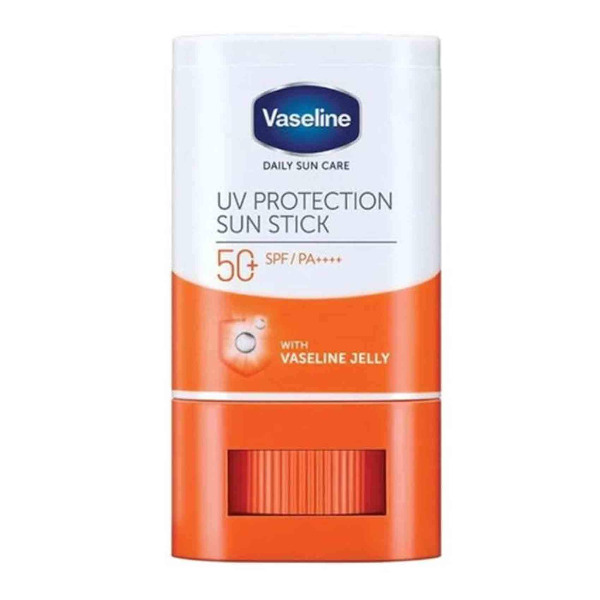 Vaseline
DAILY SUN CARE
UV PROTECTION
SUN STICK
50+ SPF/PA++++
WITH
VASELINE JELLY